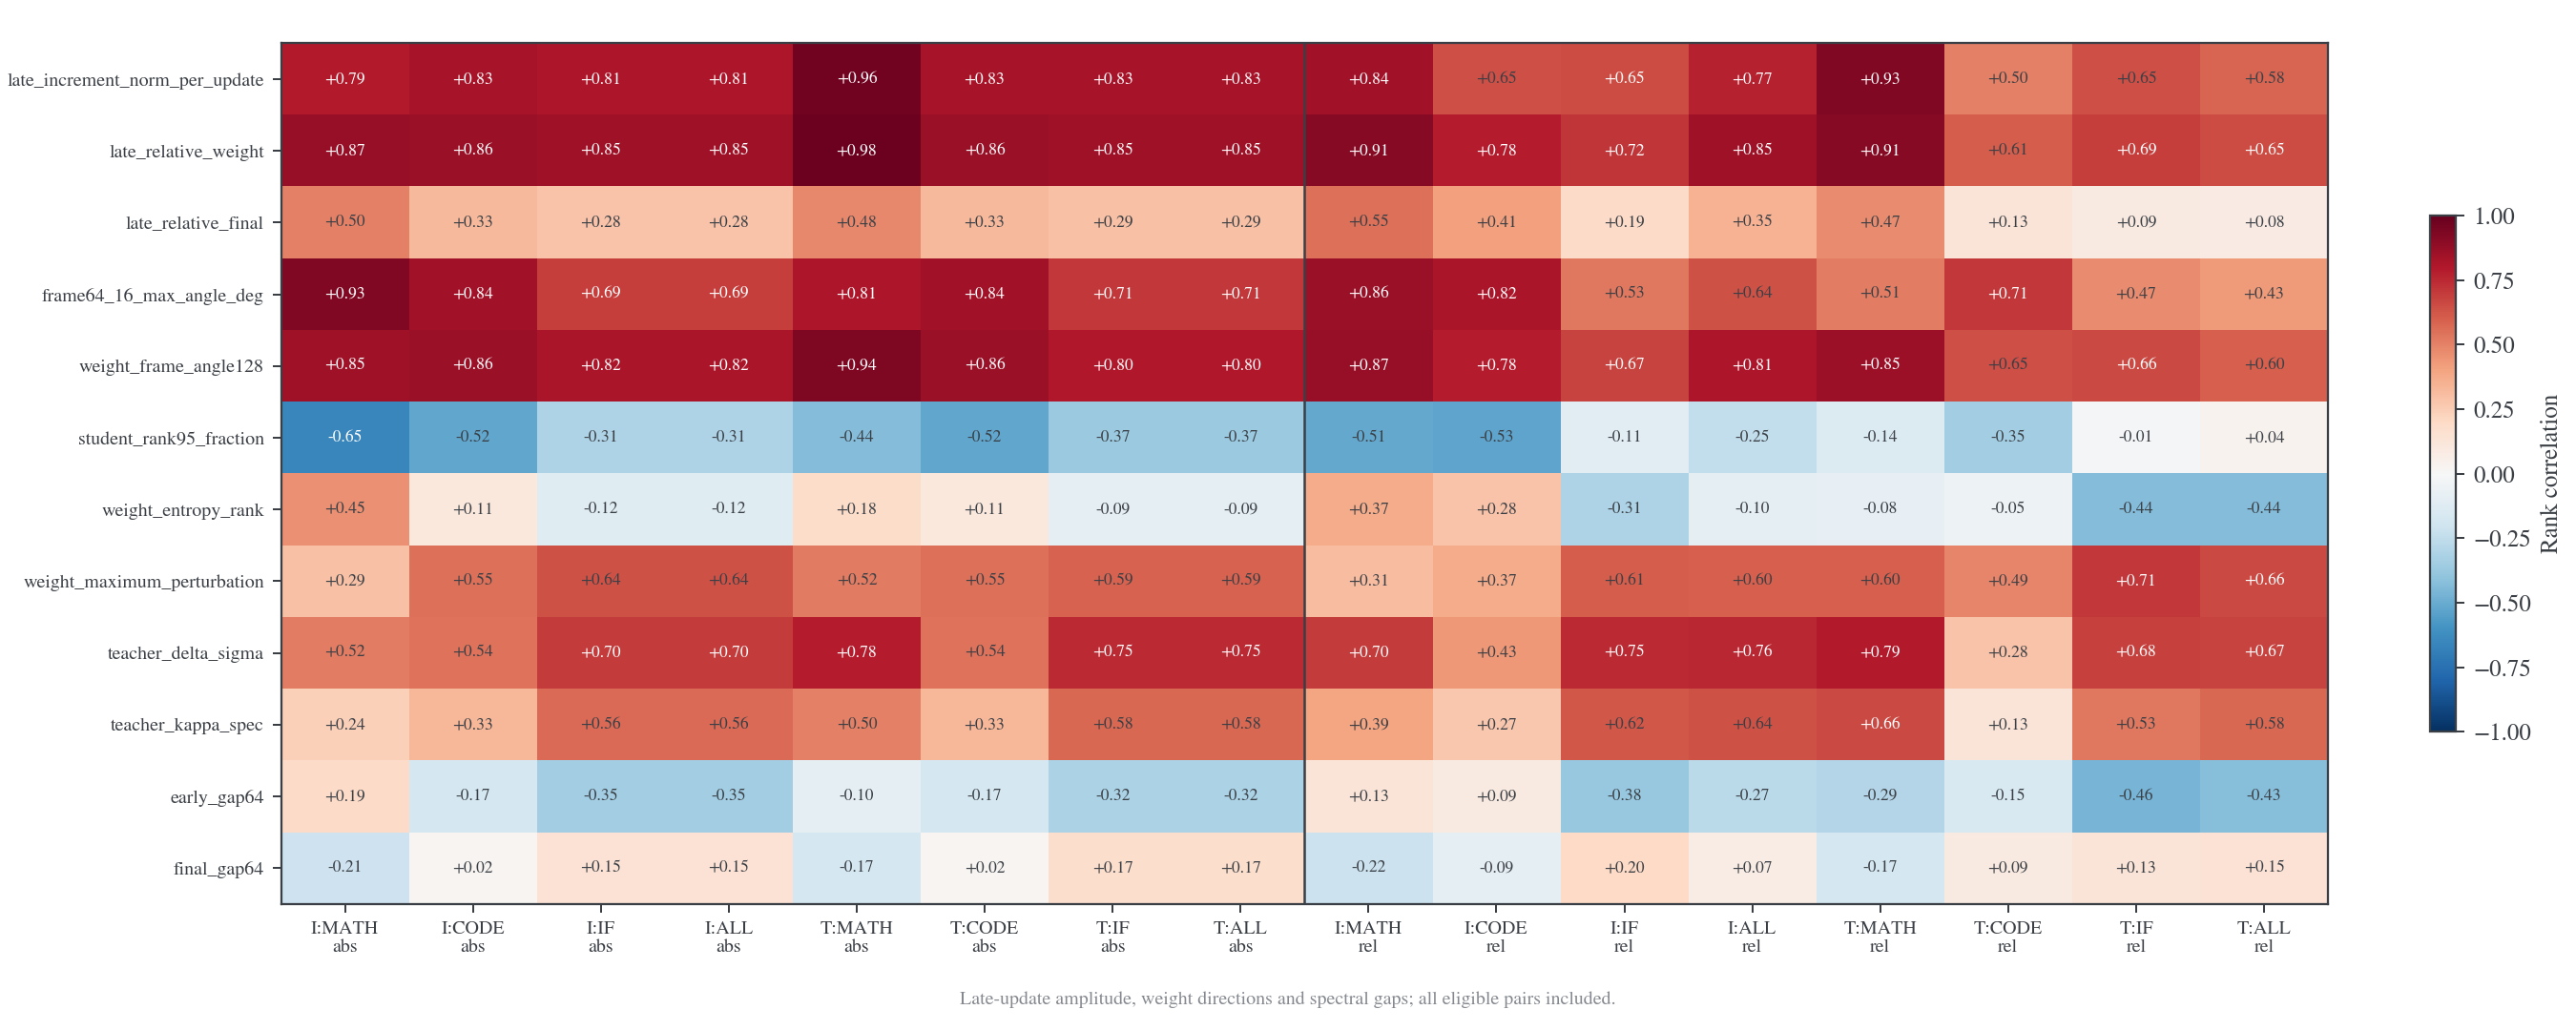 late_increment_norm_per_update +0.79 +0.83 +0.81 +0.81 +0.96 +0.83 +0.83 +0.83 +0.84 +0.65 +0.65 +0.77 +0.93 +0.50 +0.65 +0.58
late_relative_weight +0.87 +0.86 +0.85 +0.85 +0.98 +0.86 +0.85 +0.85 +0.91 +0.78 +0.72 +0.85 +0.91 +0.61 +0.69 +0.65
late_relative_final +0.50 +0.33 +0.28 +0.28 +0.48 +0.33 +0.29 +0.29 +0.55 +0.41 +0.19 +0.35 +0.47 +0.13 +0.09 +0.08
frame64_16_max_angle_deg +0.93 +0.84 +0.69 +0.69 +0.81 +0.84 +0.71 +0.71 +0.86 +0.82 +0.53 +0.64 +0.51 +0.71 +0.47 +0.43
weight_frame_angle128 +0.85 +0.86 +0.82 +0.82 +0.94 +0.86 +0.80 +0.80 +0.87 +0.78 +0.67 +0.81 +0.85 +0.65 +0.66 +0.60
student_rank95_fraction -0.65 -0.52 -0.31 -0.31 -0.44 -0.52 -0.37 -0.37 -0.51 -0.53 -0.11 -0.25 -0.14 -0.35 -0.01 +0.04
weight_entropy_rank +0.45 +0.11 -0.12 -0.12 +0.18 +0.11 -0.09 -0.09 +0.37 +0.28 -0.31 -0.10 -0.08 -0.05 -0.44 -0.44
weight_maximum_perturbation +0.29 +0.55 +0.64 +0.64 +0.52 +0.55 +0.59 +0.59 +0.31 +0.37 +0.61 +0.60 +0.60 +0.49 +0.71 +0.66
teacher_delta_sigma +0.52 +0.54 +0.70 +0.70 +0.78 +0.54 +0.75 +0.75 +0.70 +0.43 +0.75 +0.76 +0.79 +0.28 +0.68 +0.67
teacher_kappa_spec +0.24 +0.33 +0.56 +0.56 +0.50 +0.33 +0.58 +0.58 +0.39 +0.27 +0.62 +0.64 +0.66 +0.13 +0.53 +0.58
early_gap64 +0.19 -0.17 -0.35 -0.35 -0.10 -0.17 -0.32 -0.32 +0.13 +0.09 -0.38 -0.27 -0.29 -0.15 -0.46 -0.43
final_gap64 -0.21 +0.02 +0.15 +0.15 -0.17 +0.02 +0.17 +0.17 -0.22 -0.09 +0.20 +0.07 -0.17 +0.09 +0.13 +0.15
I:MATH I:CODE I:IF I:ALL T:MATH T:CODE T:IF T:ALL I:MATH I:CODE I:IF I:ALL T:MATH T:CODE T:IF T:ALL
abs abs abs abs abs abs abs abs rel rel rel rel rel rel rel rel
1.00
0.75
0.50
0.25
0.00
−0.25
−0.50
−0.75
−1.00
Rank correlation
Late-update amplitude, weight directions and spectral gaps; all eligible pairs included.